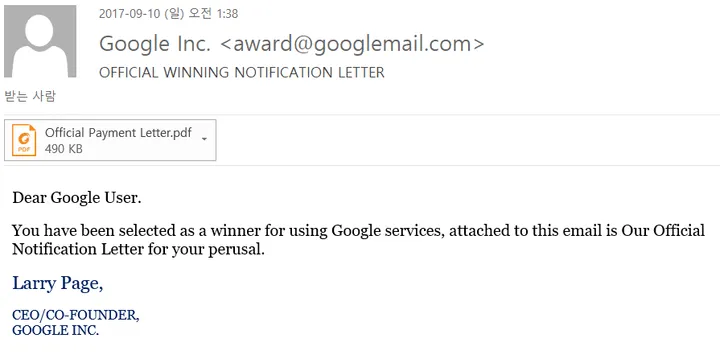 2017-09-10 (일) 오전 1:38
Google Inc. <award@googlemail.com>
OFFICIAL WINNING NOTIFICATION LETTER
받는 사람
Official Payment Letter.pdf
490 KB
PDF
Dear Google User.
You have been selected as a winner for using Google services, attached to this email is Our Official
Notification Letter for your perusal.
Larry Page,
CEO/CO-FOUNDER,
GOOGLE INC.